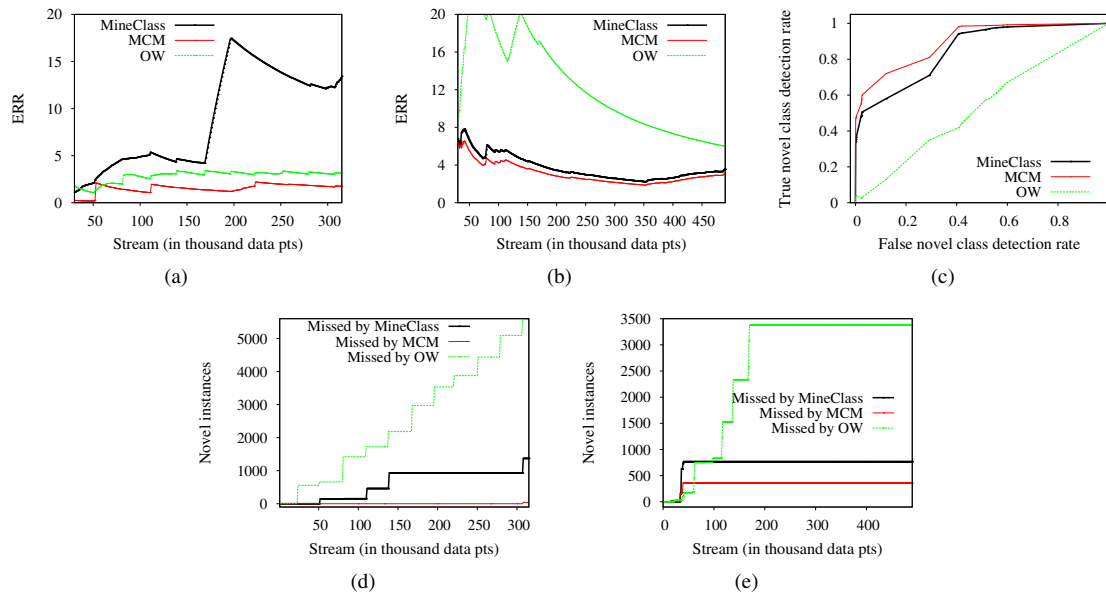 20
15
10
5
0
ERR
50 100 150 200 250 300
Stream (in thousand data pts)
MineClass
MCM
OW
(a)
20
16
12
8
4
0
ERR
50 100 150 200 250 300 350 400 450
Stream (in thousand data pts)
MineClass
MCM
OW
(b)
1
0.8
0.6
0.4
0.2
0
True novel class detection rate
0 0.2 0.4 0.6 0.8
False novel class detection rate
MineClass
MCM
OW
(c)
5000
4000
3000
2000
1000
0
Novel instances
50 100 150 200 250 300
Stream (in thousand data pts)
Missed by MineClass
Missed by MCM
Missed by OW
(d)
3500
3000
2500
2000
1500
1000
500
0
Novel instances
0 100 200 300 400
Stream (in thousand data pts)
Missed by MineClass
Missed by MCM
Missed by OW
(e)